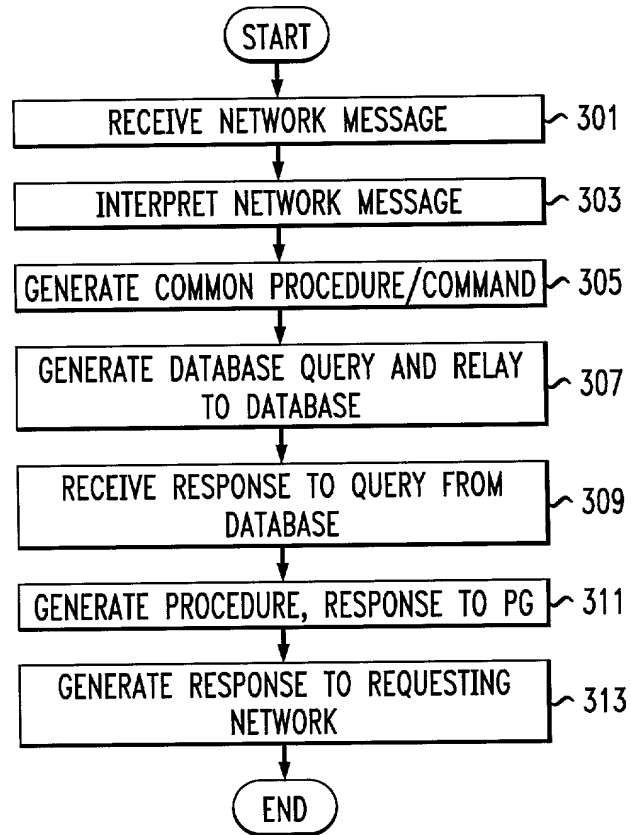 START
RECEIVE NETWORK MESSAGE 301
INTERPRET NETWORK MESSAGE 303
GENERATE COMMON PROCEDURE/COMMAND 305
GENERATE DATABASE QUERY AND RELAY
TO DATABASE
307
RECEIVE RESPONSE TO QUERY FROM
DATABASE
309
GENERATE PROCEDURE, RESPONSE TO PG 311
GENERATE RESPONSE TO REQUESTING
NETWORK
313
END